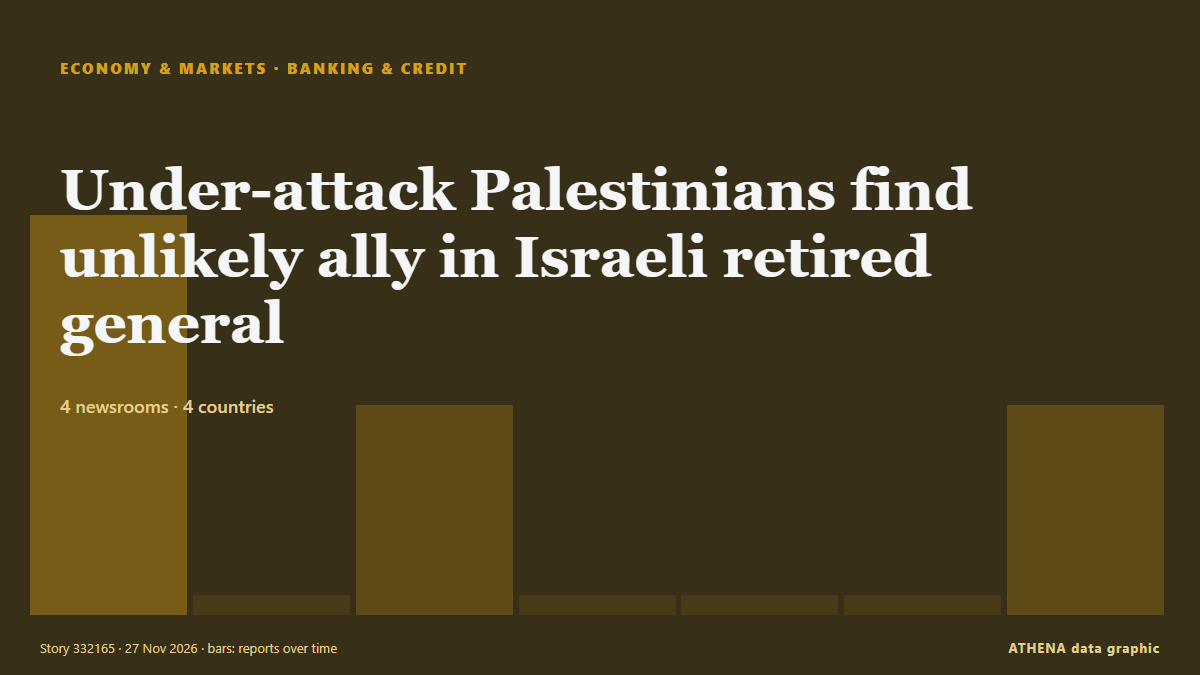 ECONOMY & MARKETS · BANKING & CREDIT
Under-attack Palestinians find
unlikely ally in Israeli retired
general
4 newsrooms · 4 countries
Story 332165 · 27 Nov 2026 · bars: reports over time
ATHENA data graphic